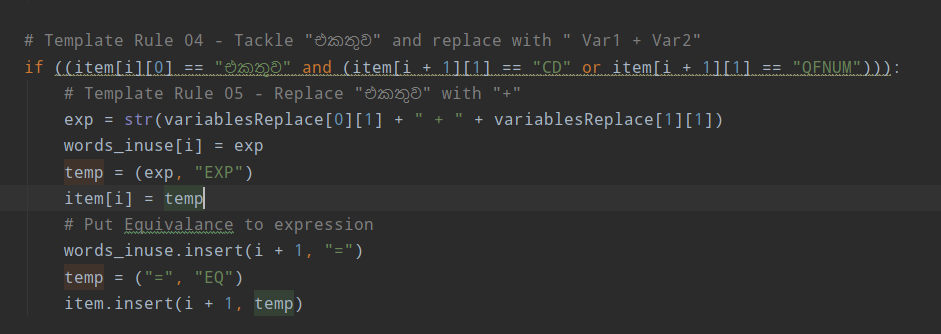 # Template Rule 04 - Tackle "එකතුව" and replace with " Var1 + Var2"
if ((item[i][0] == "එකතුව" and (item[i + 1][1] == "CD" or item[i + 1][1] == "QFNUM"))):
# Template Rule 05 - Replace "එකතුව" with "+"
exp = str(variablesReplace[0][1] + " + " + variablesReplace[1][1])
words_inuse[i] = exp
temp = (exp, "EXP")
item[i] = temp
# Put Equivalance to expression
words_inuse.insert(i + 1, "=")
temp = ("=", "EQ")
item.insert(i + 1, temp)